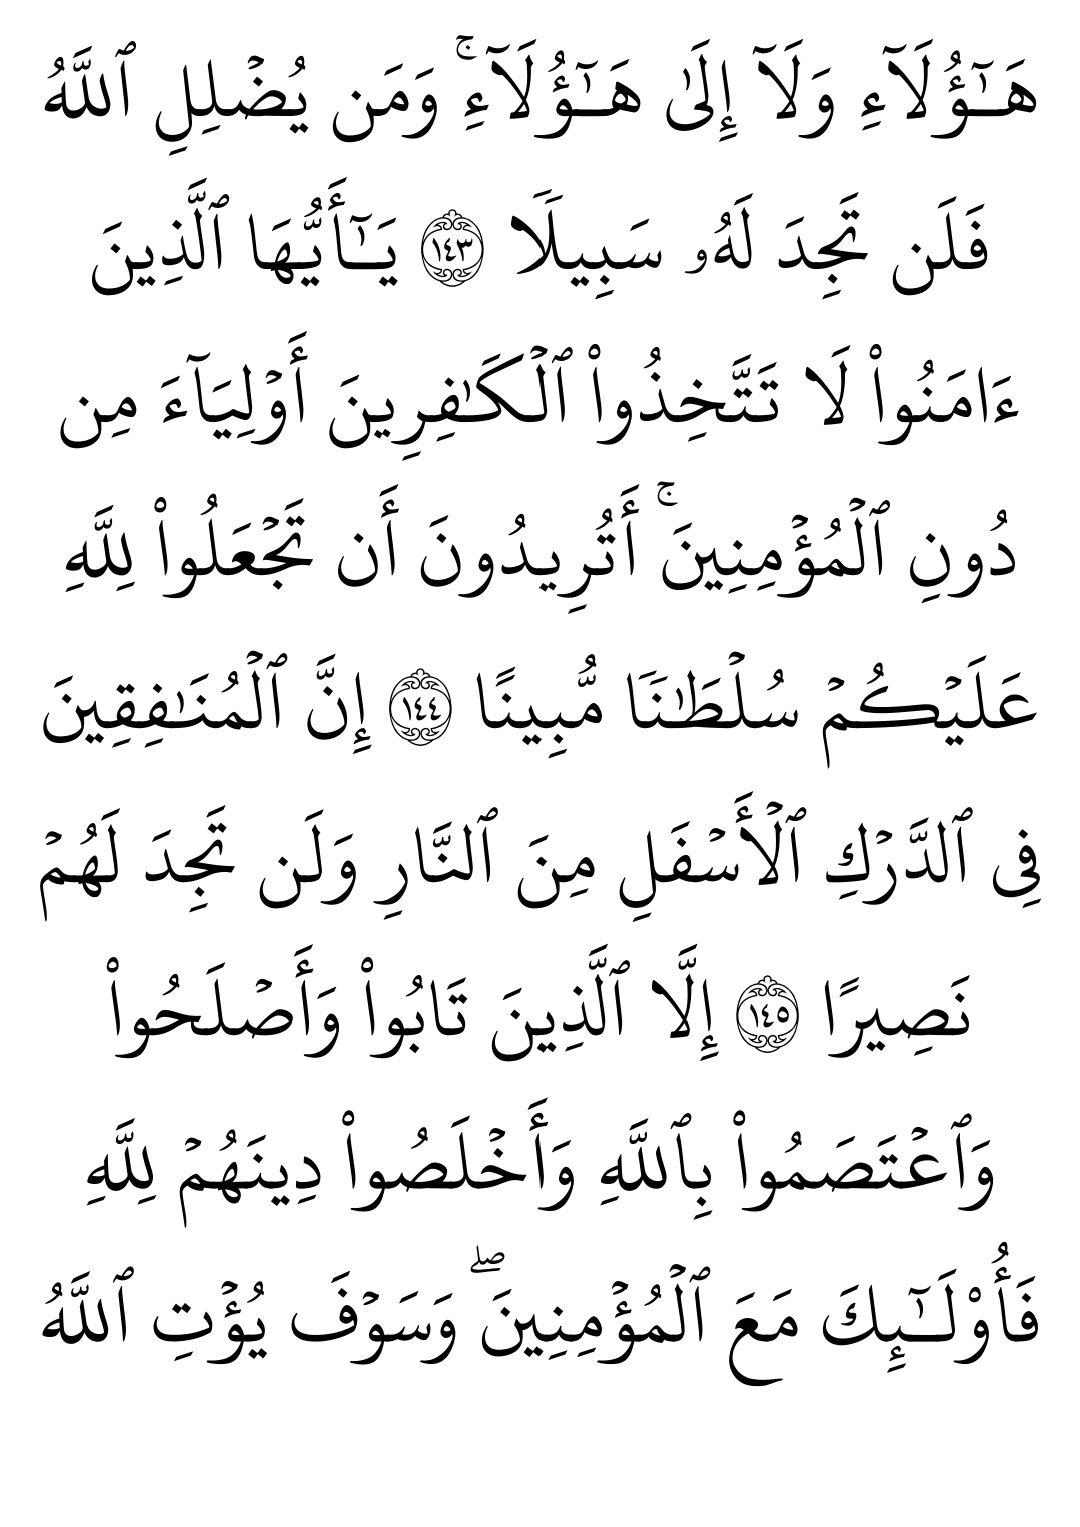 هَـٰٓؤُلَآءِ وَلَآ إِلَىٰ هَـٰٓؤُلَآءِۚ وَمَن يُضۡلِلِ ٱللَّهُ
فَلَن تَجِدَ لَهُۥ سَبِيلٗا ١٤٣ يَـٰٓأَيُّهَا ٱلَّذِينَ
ءَامَنُواْ لَا تَتَّخِذُواْ ٱلۡكَـٰفِرِينَ أَوۡلِيَآءَ مِن
دُونِ ٱلۡمُؤۡمِنِينَۚ أَتُرِيدُونَ أَن تَجۡعَلُواْ لِلَّهِ
عَلَيۡكُمۡ سُلۡطَـٰنٗا مُّبِينًا ١٤٤ إِنَّ ٱلۡمُنَـٰفِقِينَ
فِى ٱلدَّرۡكِ ٱلۡأَسۡفَلِ مِنَ ٱلنَّارِ وَلَن تَجِدَ لَهُمۡ
نَصِيرًا ١٤٥ إِلَّا ٱلَّذِينَ تَابُواْ وَأَصۡلَحُواْ
وَٱعۡتَصَمُواْ بِٱللَّهِ وَأَخۡلَصُواْ دِينَهُمۡ لِلَّهِ
فَأُوْلَـٰٓئِكَ مَعَ ٱلۡمُؤۡمِنِينَۖ وَسَوۡفَ يُؤۡتِ ٱللَّهُ